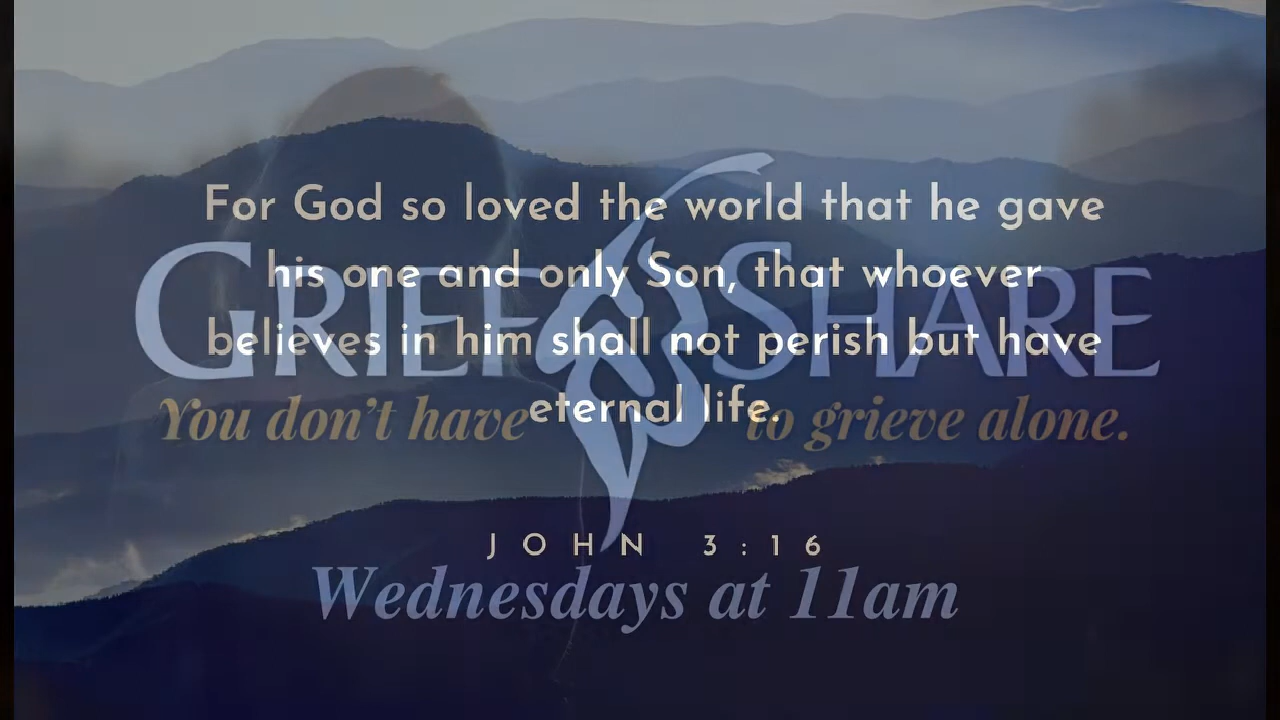 For God so loved the world that he gave
his one and only Son, that whoever
believes in him shall not perish but have
eternal life.
JOHN 3:16
GRIEFSHARE
You don't have to grieve alone.
Wednesdays at 11am